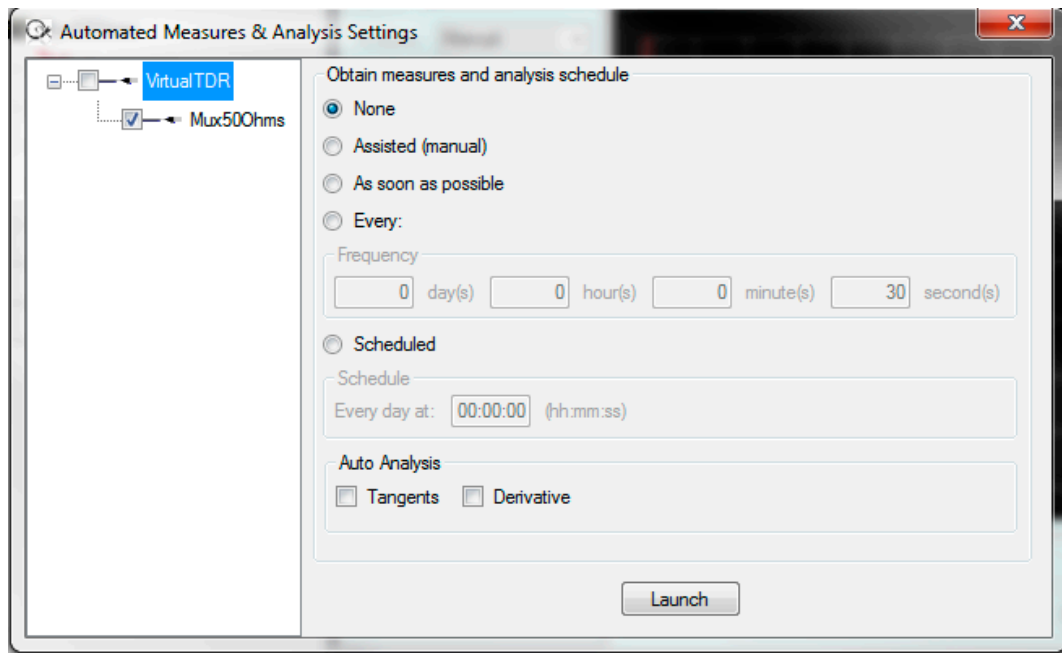 Automated Measures & Analysis Settings
Manual
VirtualTDR
Mux50Ohms
Obtain measures and analysis schedule
None
Assisted (manual)
As soon as possible
Every:
Frequency
0 day(s) 0 hour(s) 0 minute(s) 30 second(s)
Scheduled
Schedule
Every day at: 00:00:00 (hh:mm:ss)
Auto Analysis
Tangents Derivative
Launch